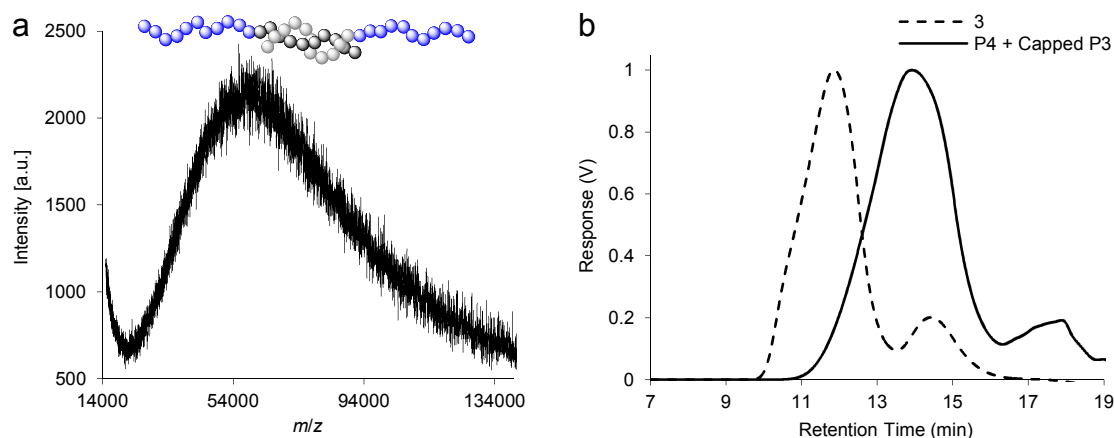 a
2500
2000
1500
1000
500
14000 54000 94000 134000
Intensity [a.u.]
m/z
b
3
P4 + Capped P3
1
0.8
0.6
0.4
0.2
0
7 9 11 13 15 17 19
Response (V)
Retention Time (min)